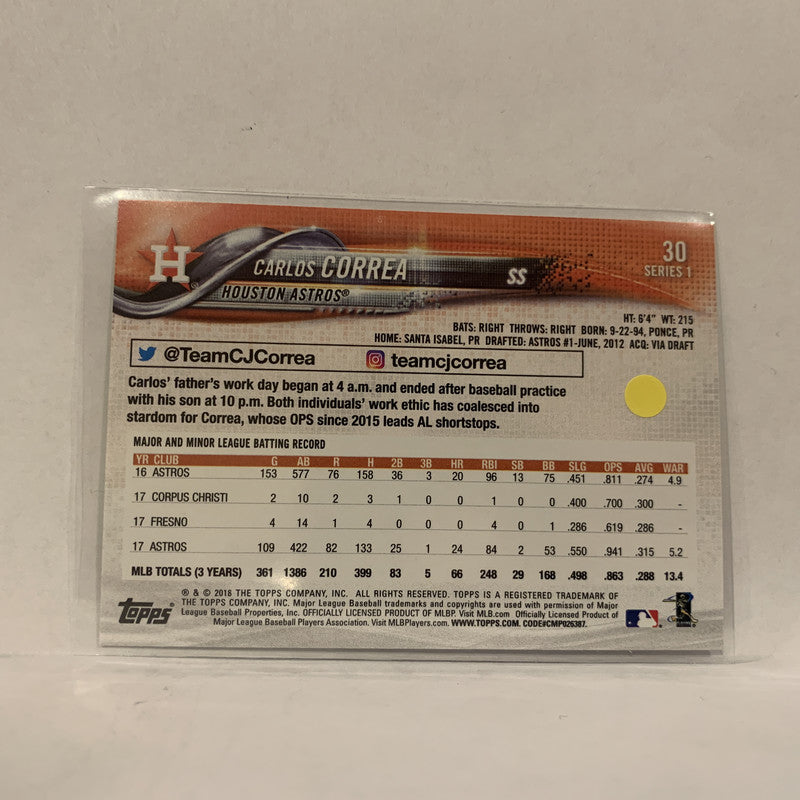 H
CARLOS CORREA
SS
30
SERIES 1
HOUSTON ASTROS®
HT: 6'4" WT: 215
BATS: RIGHT THROWS: RIGHT BORN: 9-22-94, PONCE, PR
HOME: SANTA ISABEL, PR DRAFTED: ASTROS #1-JUNE, 2012 ACQ: VIA DRAFT
@TeamCJCorrea teamcjcorrea
Carlos' father's work day began at 4 a.m. and ended after baseball practice
with his son at 10 p.m. Both individuals' work ethic has coalesced into
stardom for Correa, whose OPS since 2015 leads AL shortstops.
MAJOR AND MINOR LEAGUE BATTING RECORD
YR CLUB G AB R H 2B 3B HR RBI SB BB SLG OPS AVG WAR
16 ASTROS 153 577 76 158 36 3 20 96 13 75 .451 .811 .274 4.9
17 CORPUS CHRISTI 2 10 2 3 1 0 0 1 0 0 .400 .700 .300 -
17 FRESNO 4 14 1 4 0 0 0 4 0 1 .286 .619 .286 -
17 ASTROS 109 422 82 133 25 1 24 84 2 53 .550 .941 .315 5.2
MLB TOTALS (3 YEARS) 361 1386 210 399 83 5 66 248 29 168 .498 .863 .288 13.4
® & © 2018 THE TOPPS COMPANY, INC. ALL RIGHTS RESERVED. TOPPS IS A REGISTERED TRADEMARK OF
THE TOPPS COMPANY, INC. Major League Baseball trademarks and copyrights are used with permission of Major
League Baseball Properties, Inc. OFFICIALLY LICENSED PRODUCT OF MLBP. Visit MLB.com Officially Licensed Product of
Major League Baseball Players Association. Visit MLBPlayers.com. WWW.TOPPS.COM. CODE#CMP026387.
TOPPS